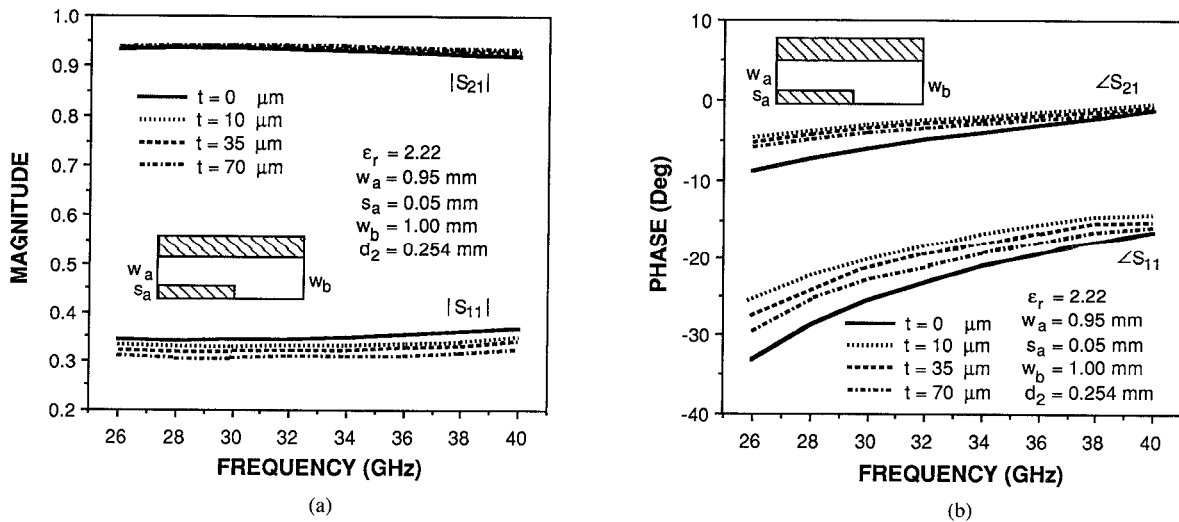 1.0
0.9
0.8
0.7
0.6
0.5
0.4
0.3
0.2
MAGNITUDE
|S21|
t = 0 μm
t = 10 μm
t = 35 μm
t = 70 μm
εr = 2.22
wa = 0.95 mm
sa = 0.05 mm
wb = 1.00 mm
d2 = 0.254 mm
wa
sa
wb
|S11|
26 28 30 32 34 36 38 40
FREQUENCY (GHz)
(a)
10
0
-10
-20
-30
-40
PHASE (Deg)
wa
sa
wb
∠S21
∠S11
t = 0 μm
t = 10 μm
t = 35 μm
t = 70 μm
εr = 2.22
wa = 0.95 mm
sa = 0.05 mm
wb = 1.00 mm
d2 = 0.254 mm
26 28 30 32 34 36 38 40
FREQUENCY (GHz)
(b)